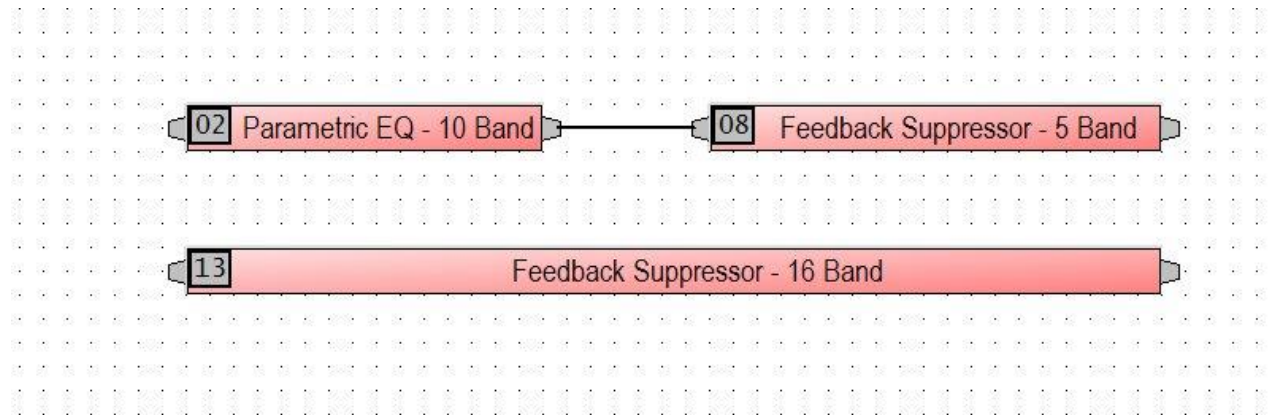 02 Parametric EQ - 10 Band 08 Feedback Suppressor - 5 Band
13 Feedback Suppressor - 16 Band